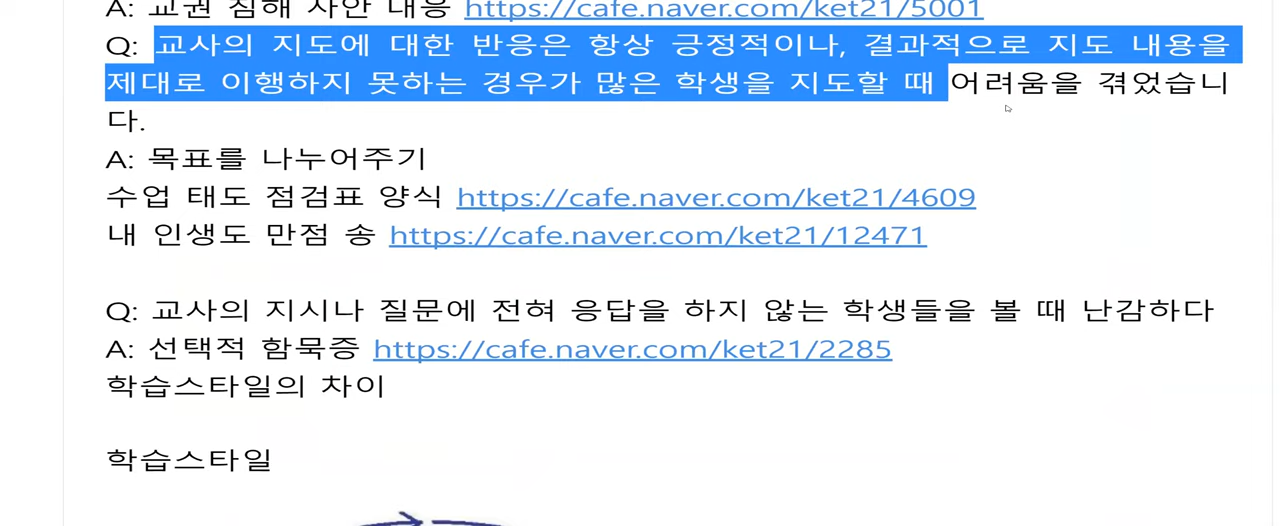 A: 교권 침해 사안 대응 https://cafe.naver.com/ket21/5001
Q: 교사의 지도에 대한 반응은 항상 긍정적이나, 결과적으로 지도 내용을
제대로 이행하지 못하는 경우가 많은 학생을 지도할 때 어려움을 겪었습니
다.
A: 목표를 나누어주기
수업 태도 점검표 양식 https://cafe.naver.com/ket21/4609
내 인생도 만점 송 https://cafe.naver.com/ket21/12471
Q: 교사의 지시나 질문에 전혀 응답을 하지 않는 학생들을 볼 때 난감하다
A: 선택적 함묵증 https://cafe.naver.com/ket21/2285
학습스타일의 차이
학습스타일